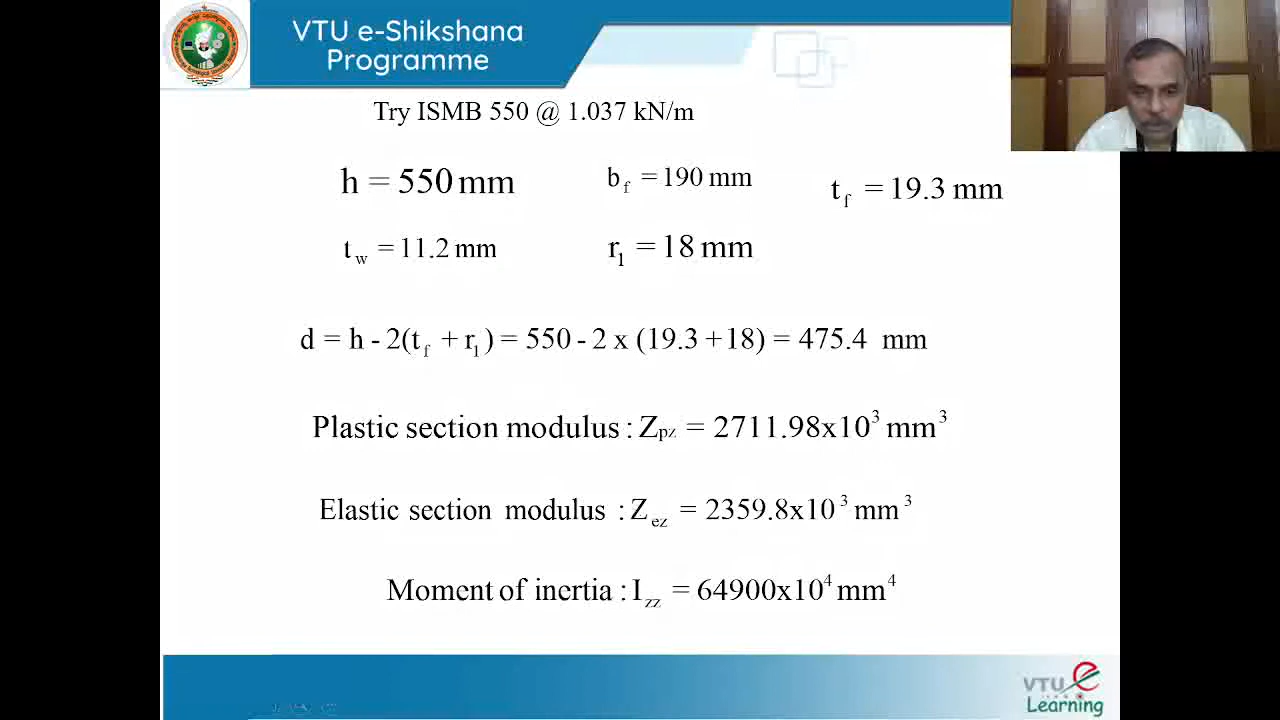 VTU e-Shikshana
Programme
Try ISMB 550 @ 1.037 kN/m
h = 550 mm
b_f = 190 mm
t_f = 19.3 mm
t_w = 11.2 mm
r_1 = 18 mm
d = h - 2(t_f + r_1) = 550 - 2 x (19.3 + 18) = 475.4 mm
Plastic section modulus : Z_pz = 2711.98x10^3 mm^3
Elastic section modulus : Z_ez = 2359.8x10^3 mm^3
Moment of inertia : I_zz = 64900x10^4 mm^4
VTU e
Learning